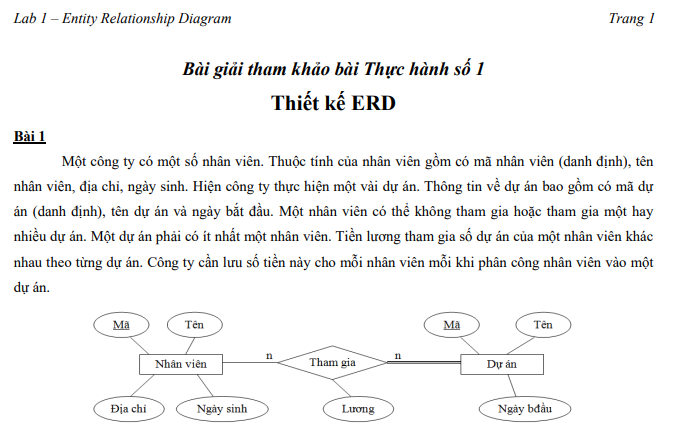 Lab 1 – Entity Relationship Diagram Trang 1
Bài giải tham khảo bài Thực hành số 1
Thiết kế ERD
Bài 1
Một công ty có một số nhân viên. Thuộc tính của nhân viên gồm có mã nhân viên (danh định), tên
nhân viên, địa chỉ, ngày sinh. Hiện công ty thực hiện một vài dự án. Thông tin về dự án bao gồm có mã dự
án (danh định), tên dự án và ngày bắt đầu. Một nhân viên có thể không tham gia hoặc tham gia một hay
nhiều dự án. Một dự án phải có ít nhất một nhân viên. Tiền lương tham gia số dự án của một nhân viên khác
nhau theo từng dự án. Công ty cần lưu số tiền này cho mỗi nhân viên mỗi khi phân công nhân viên vào một
dự án.
Mã Tên Mã Tên
Nhân viên n Tham gia n Dự án
Địa chỉ Ngày sinh Lương Ngày bđầu